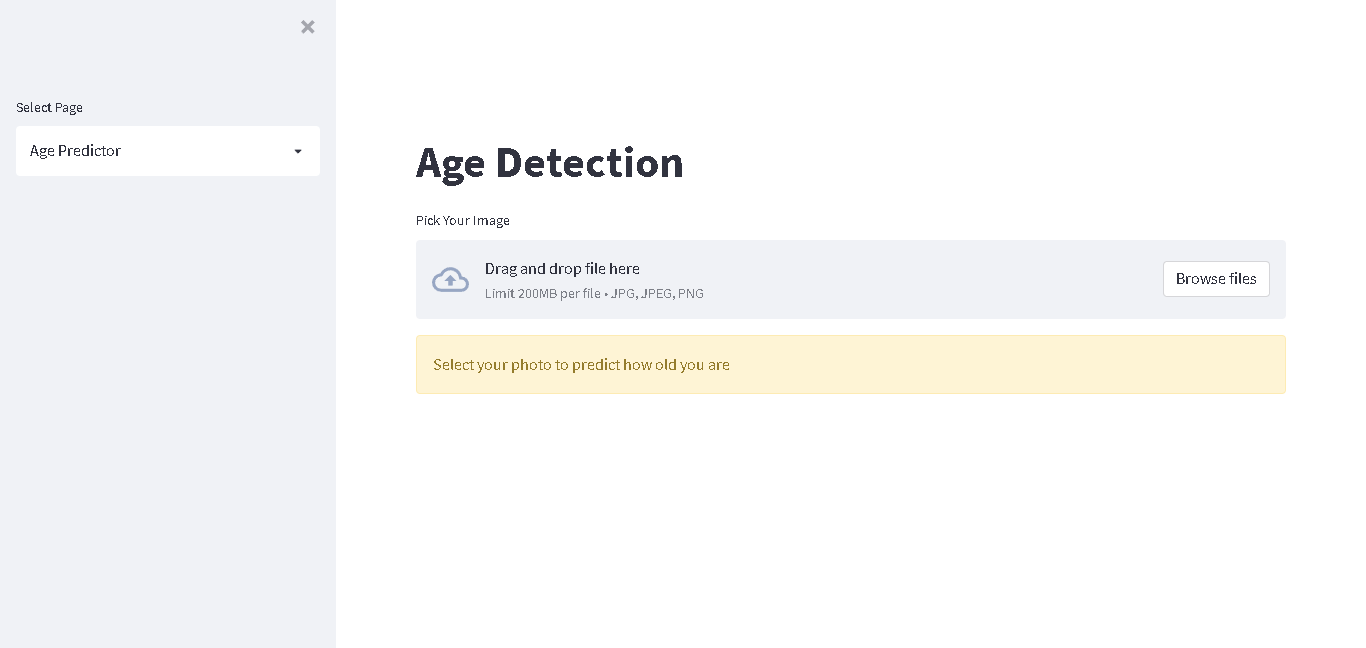 Select Page
Age Predictor
Age Detection
Pick Your Image
Drag and drop file here
Limit 200MB per file • JPG, JPEG, PNG
Browse files
Select your photo to predict how old you are